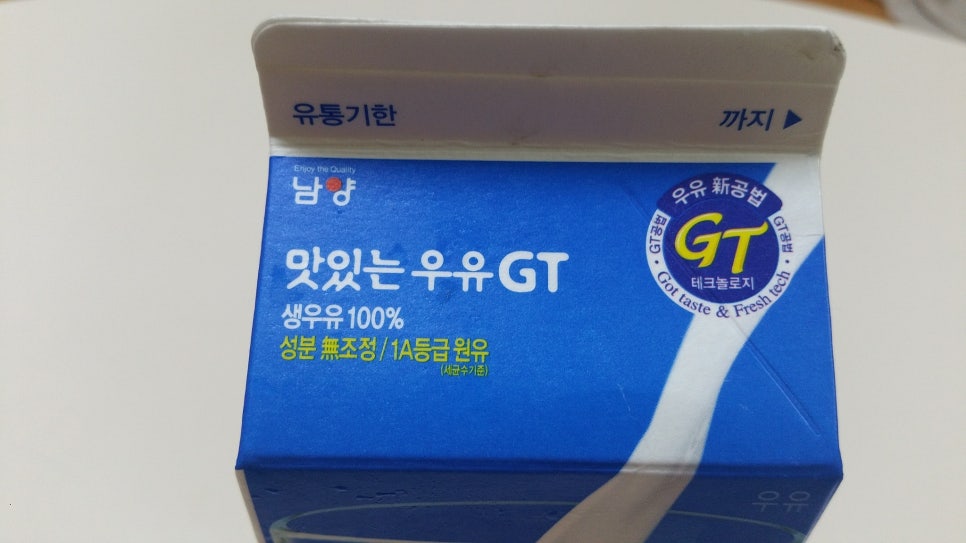 유통기한 까지 ▶
Enjoy the Quality
남양
맛있는 우유 GT
생우유 100%
성분 無조정 / 1A등급 원유
(세균수기준)
우유 新공법
GT공법
GT
GT공법
테크놀로지
Got taste & Fresh tech
우유